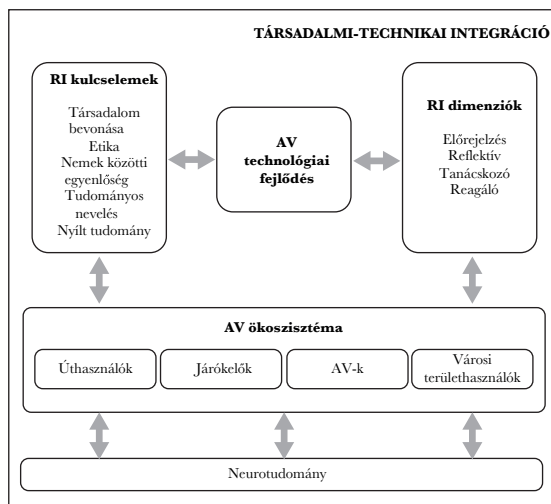 TÁRSADALMI-TECHNIKAI INTEGRÁCIÓ
RI kulcselemek
Társadalom
bevonása
Etika
Nemek közötti
egyenlőség
Tudományos
nevelés
Nyílt tudomány
AV
technológiai
fejlődés
RI dimenziók
Előrejelzés
Reflektív
Tanácskozó
Reagáló
AV ökoszisztéma
Úthasználók
Járókelők
AV-k
Városi
területhasználók
Neurotudomány